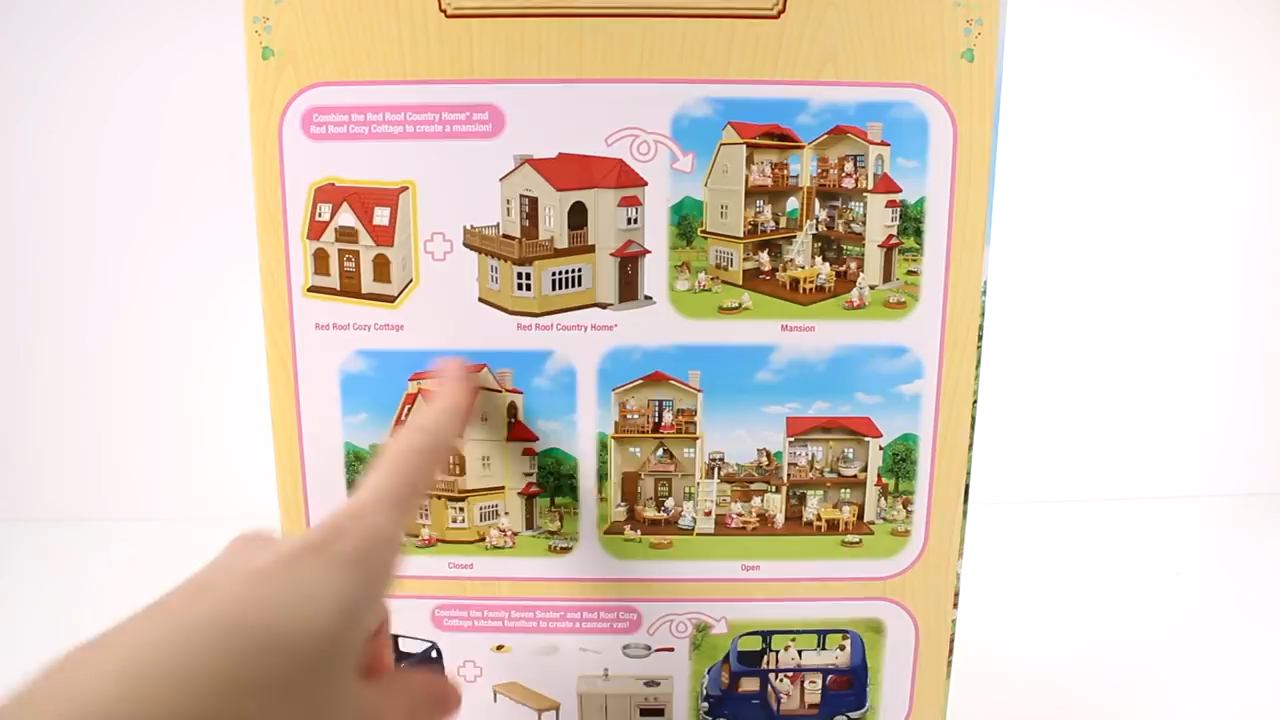 Combine the Red Roof Country Home* and
Red Roof Cozy Cottage to create a mansion!
Red Roof Cozy Cottage
Red Roof Country Home*
Mansion
Closed
Open
Combine the Family Seven Seater* and Red Roof Cozy
Cottage kitchen furniture to create a camper van!